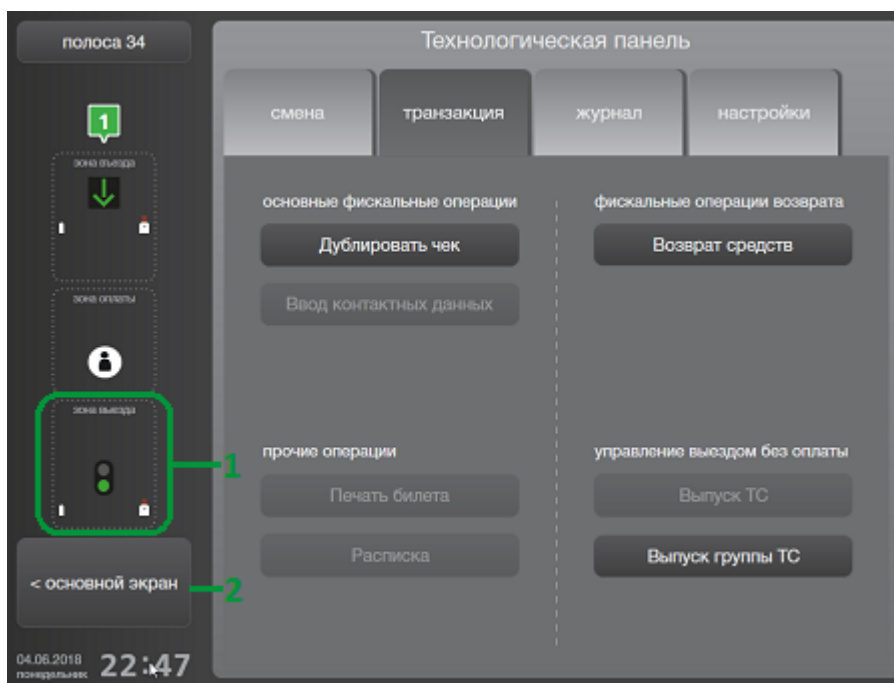 полоса 34
Технологическая панель
смена
транзакция
журнал
настройки
1
зона въезда
основные фискальные операции
фискальные операции возврата
Дублировать чек
Возврат средств
Ввод контактных данных
зона оплаты
зона выезда
1
прочие операции
управление выездом без оплаты
Печать билета
Выпуск ТС
Расписка
Выпуск группы ТС
< основной экран
2
04.06.2018
понедельник
22:47